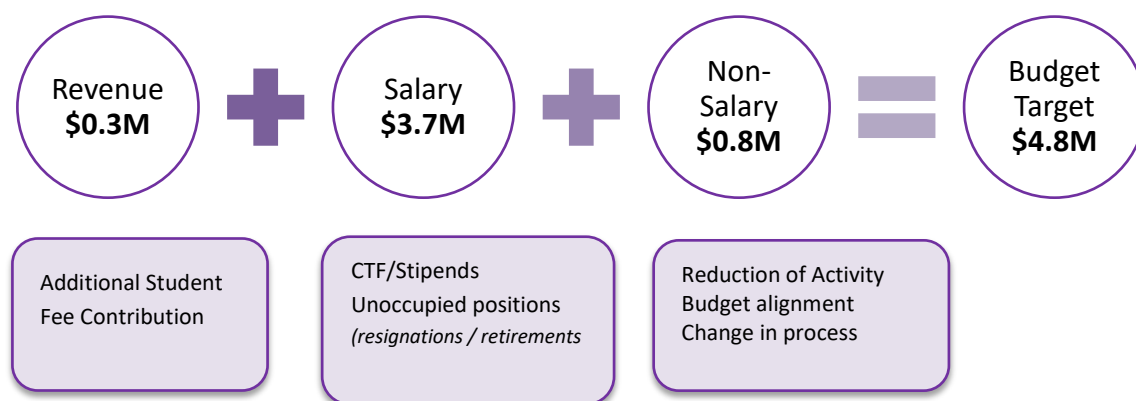 Revenue
$0.3M
Salary
$3.7M
Non-
Salary
$0.8M
Budget
Target
$4.8M
Additional Student
Fee Contribution
CTF/Stipends
Unoccupied positions
(resignations / retirements
Reduction of Activity
Budget alignment
Change in process